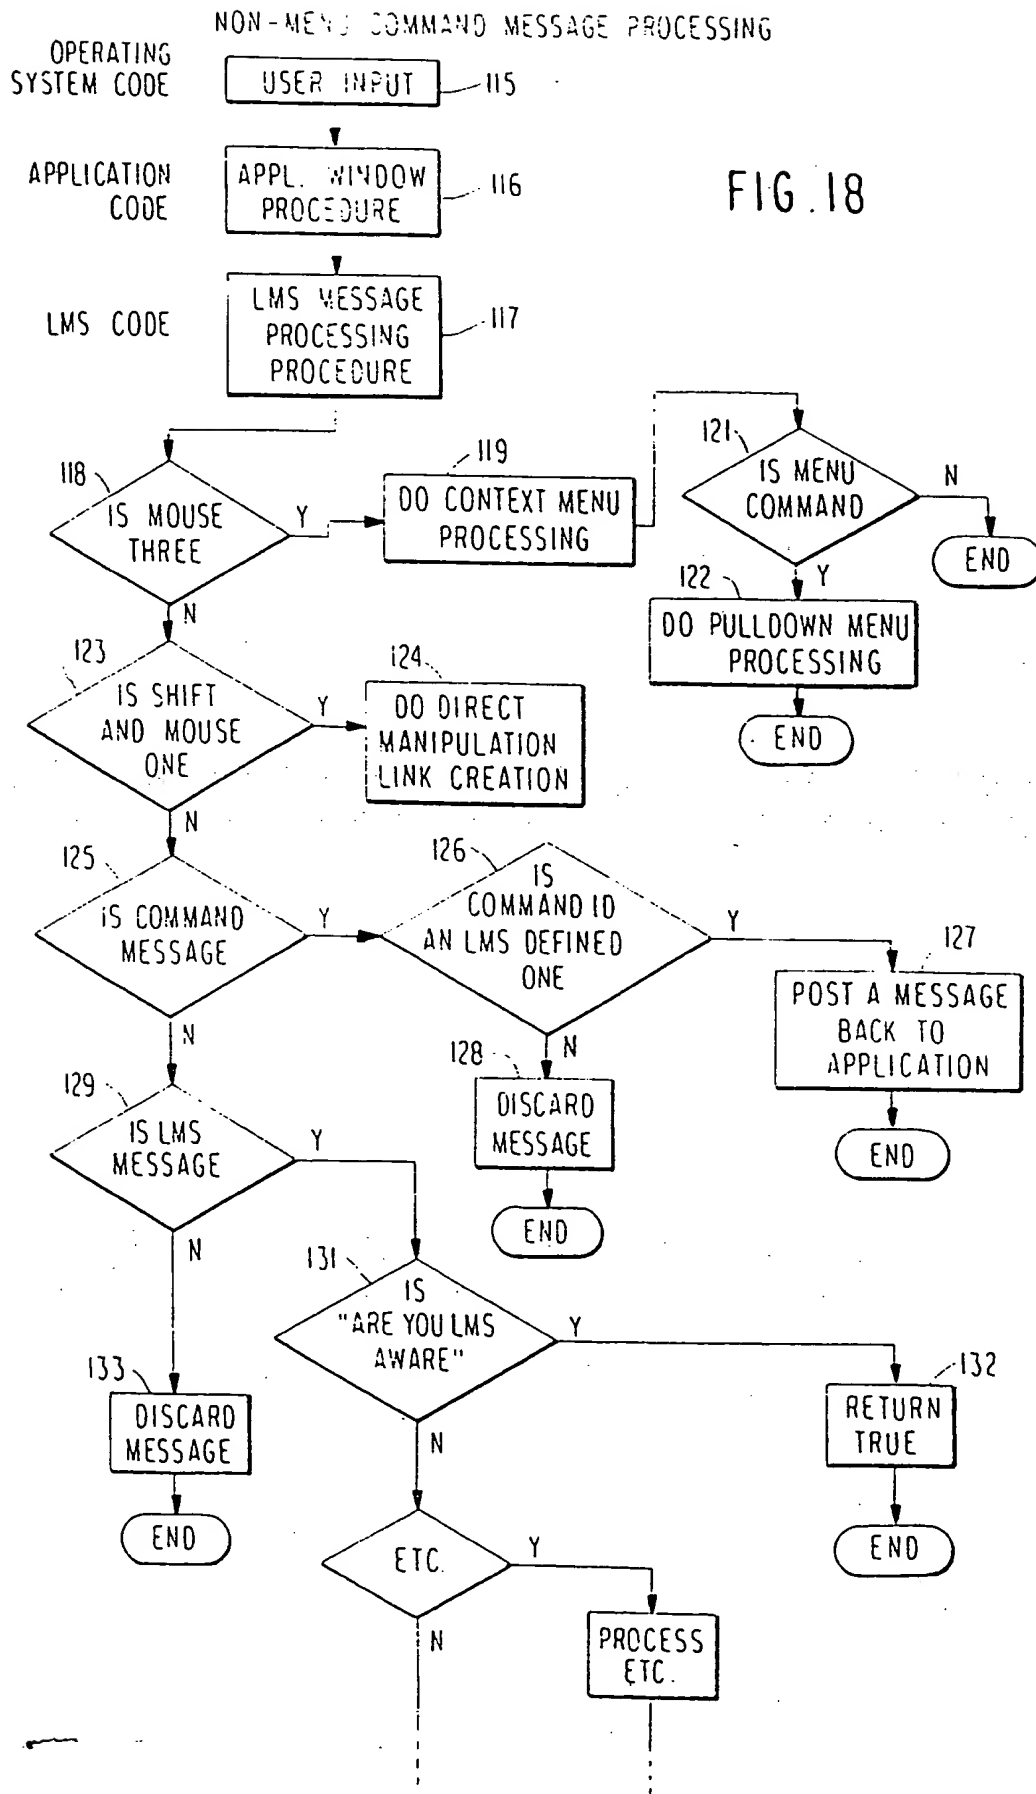 NON-MENU COMMAND MESSAGE PROCESSING
OPERATING
SYSTEM CODE
USER INPUT
115
APPLICATION
CODE
APPL. WINDOW
PROCEDURE
116
FIG.18
LMS CODE
LMS MESSAGE
PROCESSING
PROCEDURE
117
118
IS MOUSE
THREE
Y
N
119
DO CONTEXT MENU
PROCESSING
121
IS MENU
COMMAND
N
END
Y
122
DO PULLDOWN MENU
PROCESSING
END
123
IS SHIFT
AND MOUSE
ONE
Y
N
124
DO DIRECT
MANIPULATION
LINK CREATION
125
IS COMMAND
MESSAGE
Y
N
126
IS
COMMAND ID
AN LMS DEFINED
ONE
Y
N
127
POST A MESSAGE
BACK TO
APPLICATION
END
128
DISCARD
MESSAGE
END
129
IS LMS
MESSAGE
Y
N
131
IS
"ARE YOU LMS
AWARE"
Y
N
132
RETURN
TRUE
END
133
DISCARD
MESSAGE
END
ETC.
Y
N
PROCESS
ETC.